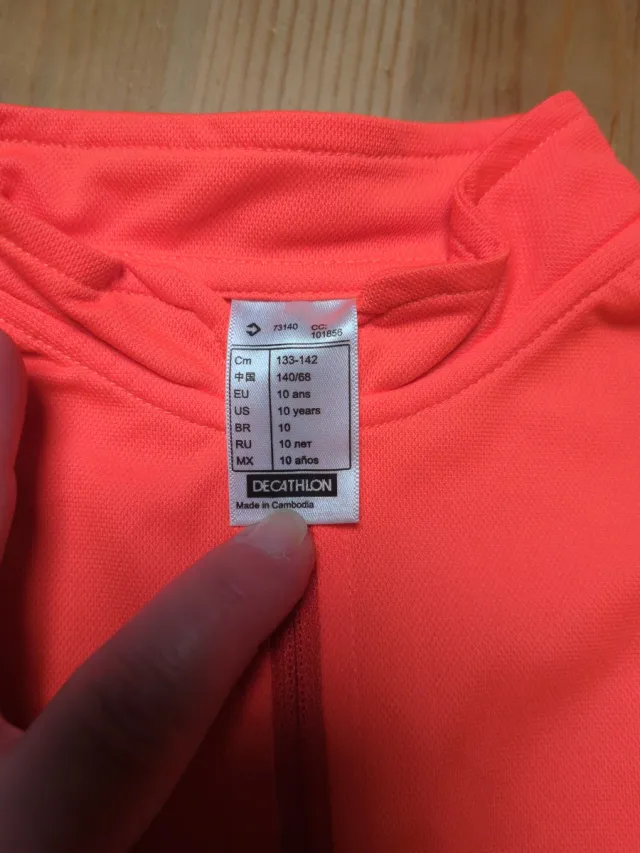 73140 CC:
101856
Cm 133-142
中国 140/68
EU 10 ans
US 10 years
BR 10
RU 10 лет
MX 10 años
DECATHLON
Made in Cambodia